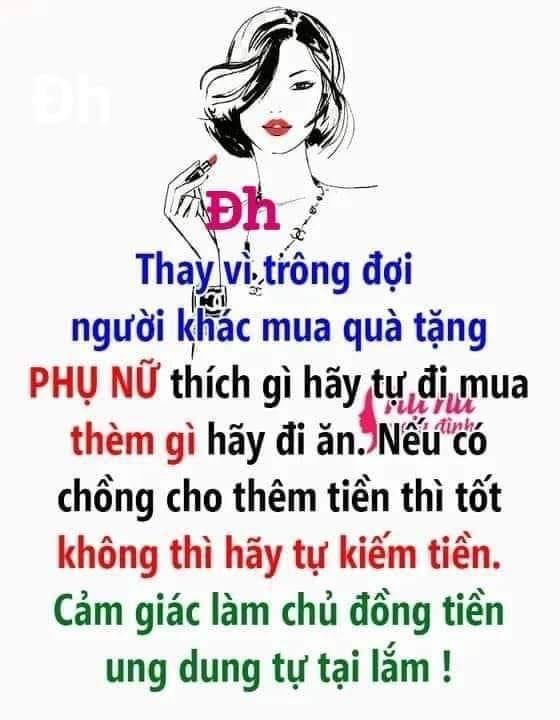 Đh
Đh
Thay vì trông đợi
người khác mua quà tặng
PHỤ NỮ thích gì hãy tự đi mua
thèm gì hãy đi ăn. Nếu có
chồng cho thêm tiền thì tốt
không thì hãy tự kiếm tiền.
Cảm giác làm chủ đồng tiền
ung dung tự tại lắm !